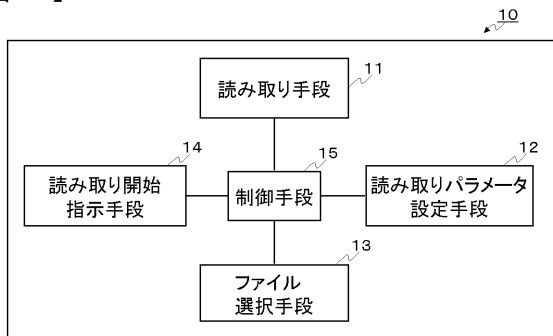 10
11
読み取り手段
14
読み取り開始
指示手段
15
制御手段
12
読み取りパラメータ
設定手段
13
ファイル
選択手段